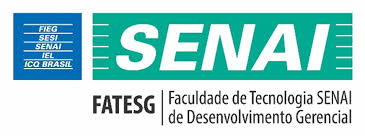 FIEG
SESI
SENAI
IEL
ICQ BRASIL
SENAI
FATESG
Faculdade de Tecnologia SENAI
de Desenvolvimento Gerencial